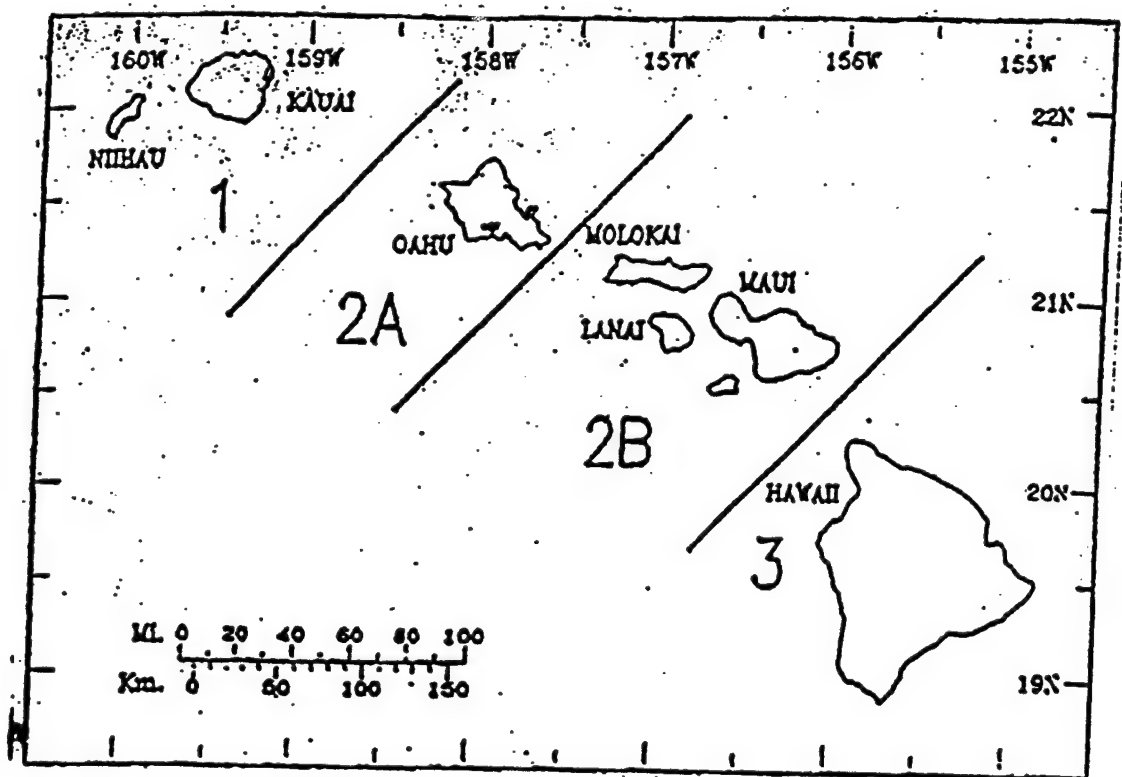 160W 159W 158W 157W 156W 155W
KAUAI
22N
NIIHAU
1
OAHU
MOLOKAI
2A
MAUI
21N
LANAI
2B
HAWAII
20N
3
MI. 0 20 40 60 80 100
Km. 0 50 100 150
19N